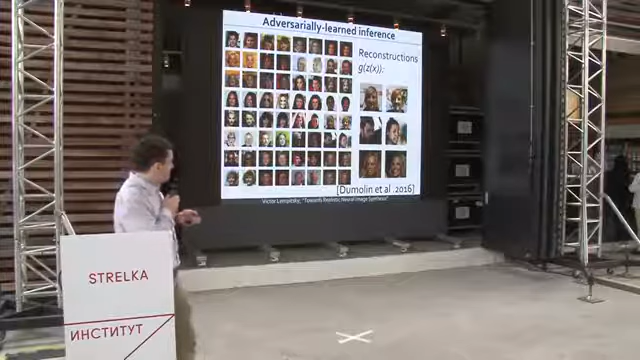 Adversarially-learned inference
Reconstructions
g(z(x)):
[Dumolin et al .2016]
Victor Lempitsky, "Towards Realistic Neural Image Synthesis"
STRELKA
ИНСТИТУТ